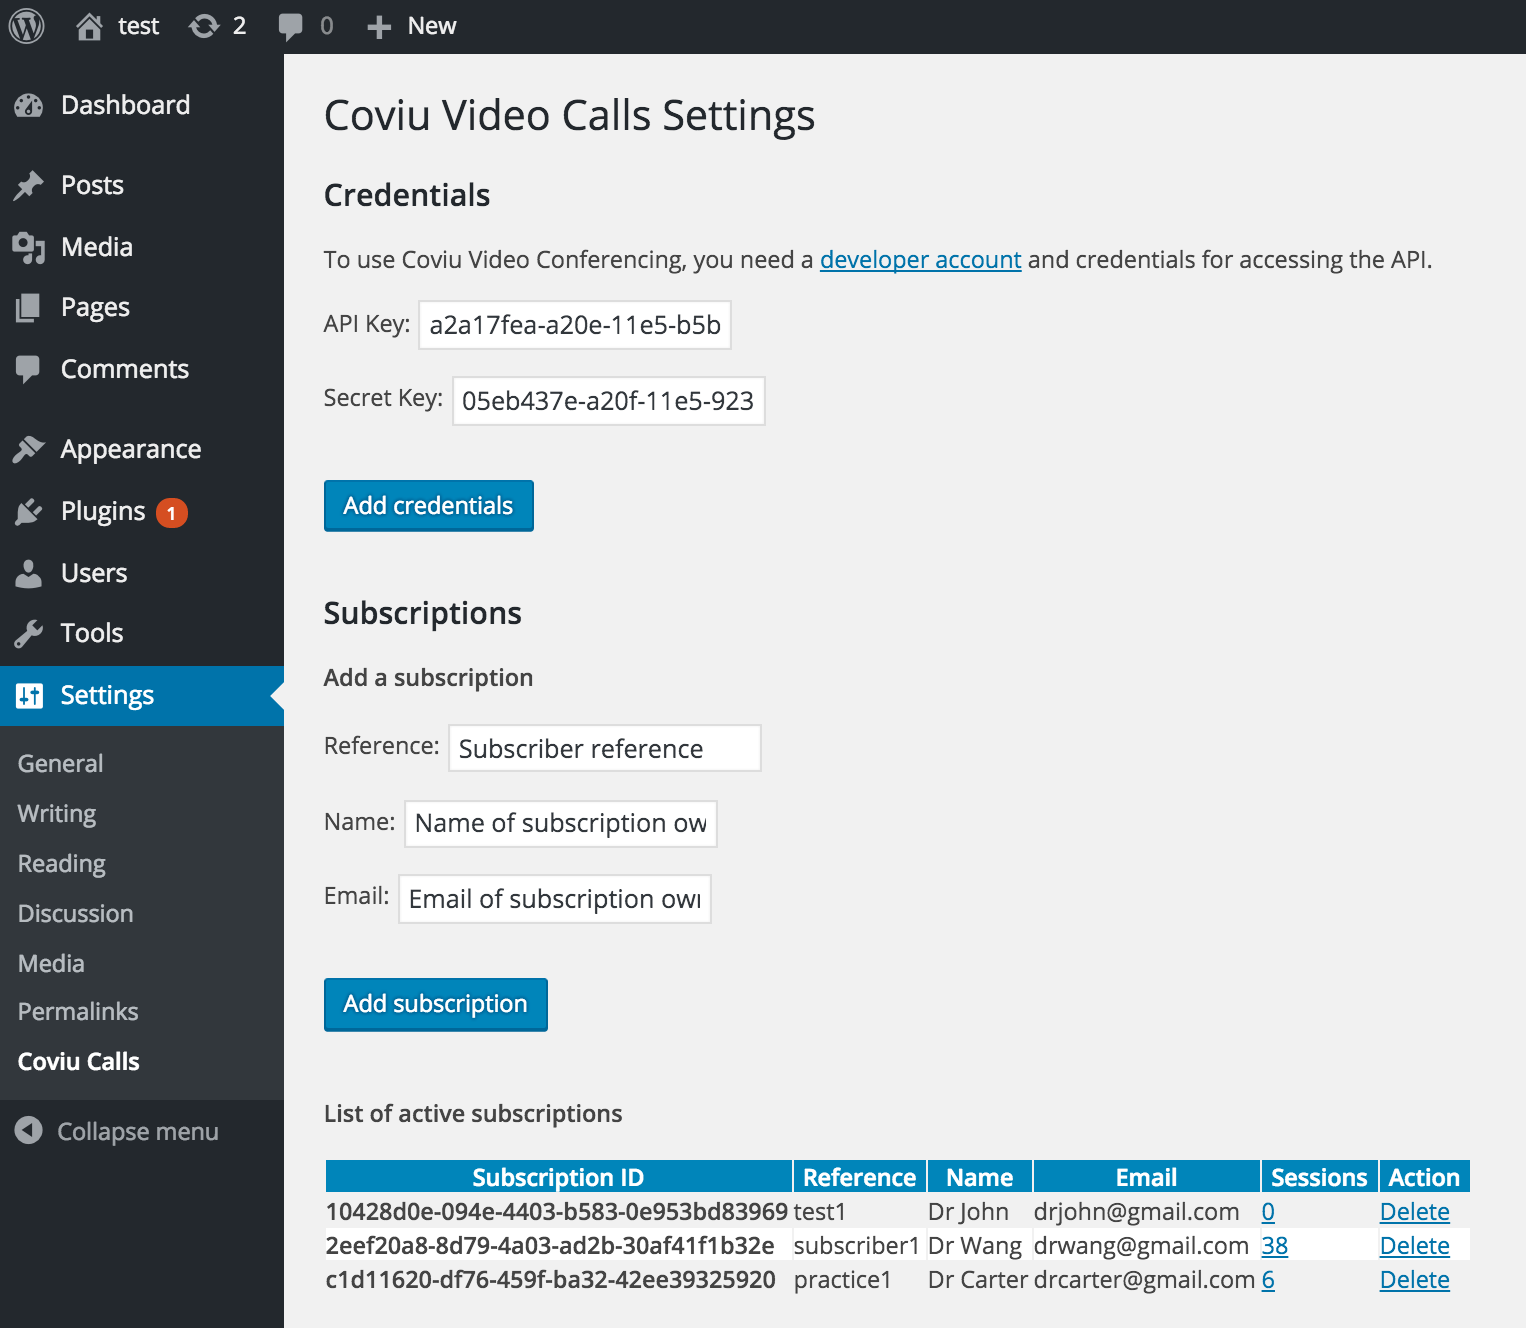 test 2 0 New
Dashboard
Posts
Media
Pages
Comments
Appearance
Plugins 1
Users
Tools
Settings
General
Writing
Reading
Discussion
Media
Permalinks
Coviu Calls
Collapse menu
Coviu Video Calls Settings
Credentials
To use Coviu Video Conferencing, you need a developer account and credentials for accessing the API.
API Key: a2a17fea-a20e-11e5-b5b
Secret Key: 05eb437e-a20f-11e5-923
Add credentials
Subscriptions
Add a subscription
Reference: Subscriber reference
Name: Name of subscription ow
Email: Email of subscription own
Add subscription
List of active subscriptions
Subscription ID Reference Name Email Sessions Action
10428d0e-094e-4403-b583-0e953bd83969 test1 Dr John drjohn@gmail.com 0 Delete
2eef20a8-8d79-4a03-ad2b-30af41f1b32e subscriber1 Dr Wang drwang@gmail.com 38 Delete
c1d11620-df76-459f-ba32-42ee39325920 practice1 Dr Carter drcarter@gmail.com 6 Delete